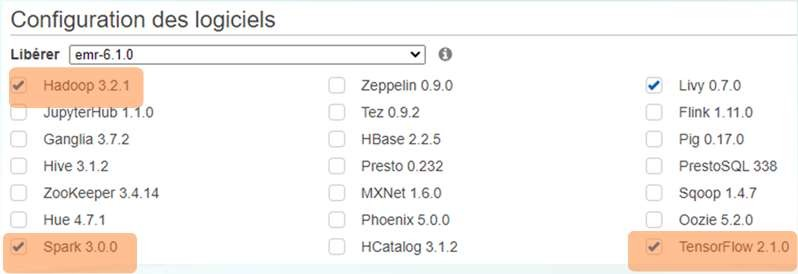 Configuration des logiciels
Libérer emr-6.1.0
Hadoop 3.2.1 Zeppelin 0.9.0 Livy 0.7.0
JupyterHub 1.1.0 Tez 0.9.2 Flink 1.11.0
Ganglia 3.7.2 HBase 2.2.5 Pig 0.17.0
Hive 3.1.2 Presto 0.232 PrestoSQL 338
ZooKeeper 3.4.14 MXNet 1.6.0 Sqoop 1.4.7
Hue 4.7.1 Phoenix 5.0.0 Oozie 5.2.0
Spark 3.0.0 HCatalog 3.1.2 TensorFlow 2.1.0